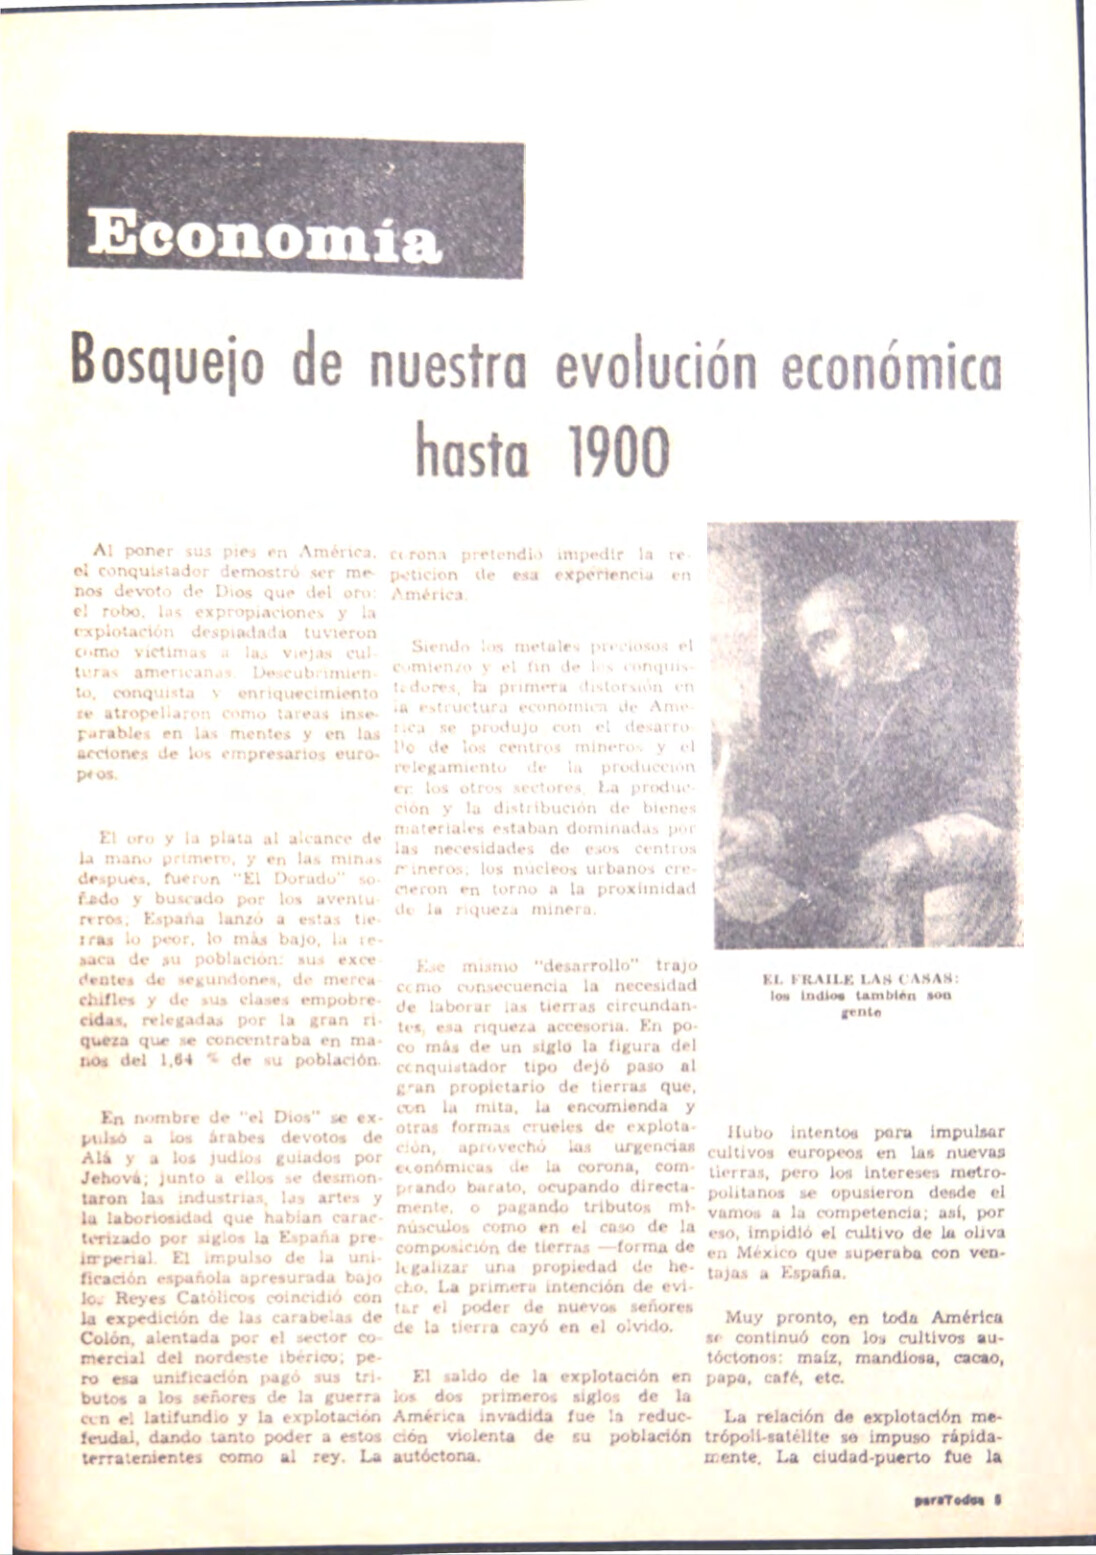 Economía
Bosquejo de nuestra evolución económica
hasta 1900
Al poner sus pies en América,
el conquistador demostró ser me-
nos devoto de Dios que del oro:
el robo, las expropiaciones y la
explotación despiadada tuvieron
como víctimas a las viejas cul-
turas americanas. Descubrimien-
to, conquista y enriquecimiento
se atropellaron como tareas inse-
parables en las mentes y en las
acciones de los empresarios euro-
peos.
El oro y la plata al alcance de
la mano primero, y en las minas
después, fueron "El Dorado" so-
ñado y buscado por los aventu-
reros; España lanzó a estas tie-
rras lo peor, lo más bajo, la re-
saca de su población: sus exce-
dentes de segundones, de merca-
chifles y de sus clases empobre-
cidas, relegadas por la gran ri-
queza que se concentraba en ma-
nos del 1,64 % de su población.
En nombre de "el Dios" se ex-
pulsó a los árabes devotos de
Alá y a los judíos guiados por
Jehová; junto a ellos se desmon-
taron las industrias, las artes y
la laboriosidad que habían carac-
terizado por siglos la España pre-
imperial. El impulso de la uni-
ficación española apresurada bajo
los Reyes Católicos coincidió con
la expedición de las carabelas de
Colón, alentada por el sector co-
mercial del nordeste ibérico; pe-
ro esa unificación pagó sus tri-
butos a los señores de la guerra
con el latifundio y la explotación
feudal, dando tanto poder a estos
terratenientes como al rey. La
corona pretendió impedir la re-
petición de esa experiencia en
América.
Siendo los metales preciosos el
comienzo y el fin de los conquis-
tadores, la primera distorsión en
la estructura económica de Amé-
rica se produjo con el desarro-
llo de los centros mineros y el
relegamiento de la producción
en los otros sectores. La produc-
ción y la distribución de bienes
materiales estaban dominadas por
las necesidades de esos centros
mineros; los núcleos urbanos cre-
cieron en torno a la proximidad
de la riqueza minera.
Ese mismo "desarrollo" trajo
como consecuencia la necesidad
de laborar las tierras circundan-
tes, esa riqueza accesoria. En po-
co más de un siglo la figura del
conquistador tipo dejó paso al
gran propietario de tierras que,
con la mita, la encomienda y
otras formas crueles de explota-
ción, aprovechó las urgencias
económicas de la corona, com-
prando barato, ocupando directa-
mente, o pagando tributos mi-
núsculos como en el caso de la
composición de tierras —forma de
legalizar una propiedad de he-
cho. La primera intención de evi-
tar el poder de nuevos señores
de la tierra cayó en el olvido.
El saldo de la explotación en
los dos primeros siglos de la
América invadida fue la reduc-
ción violenta de su población
autóctona.
EL FRAILE LAS CASAS:
los indios también son
gente
Hubo intentos para impulsar
cultivos europeos en las nuevas
tierras, pero los intereses metro-
politanos se opusieron desde el
vamos a la competencia; así, por
eso, impidió el cultivo de la oliva
en México que superaba con ven-
tajas a España.
Muy pronto, en toda América
se continuó con los cultivos au-
tóctonos: maíz, mandiosa, cacao,
papa, café, etc.
La relación de explotación me-
trópoli-satélite se impuso rápida-
mente. La ciudad-puerto fue la
paraTodos 5